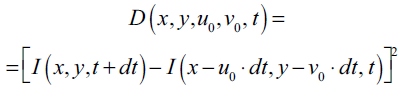 D(x,y,u₀,v₀,t)=
=[I(x,y,t+dt)−I(x−u₀·dt,y−v₀·dt,t)]²